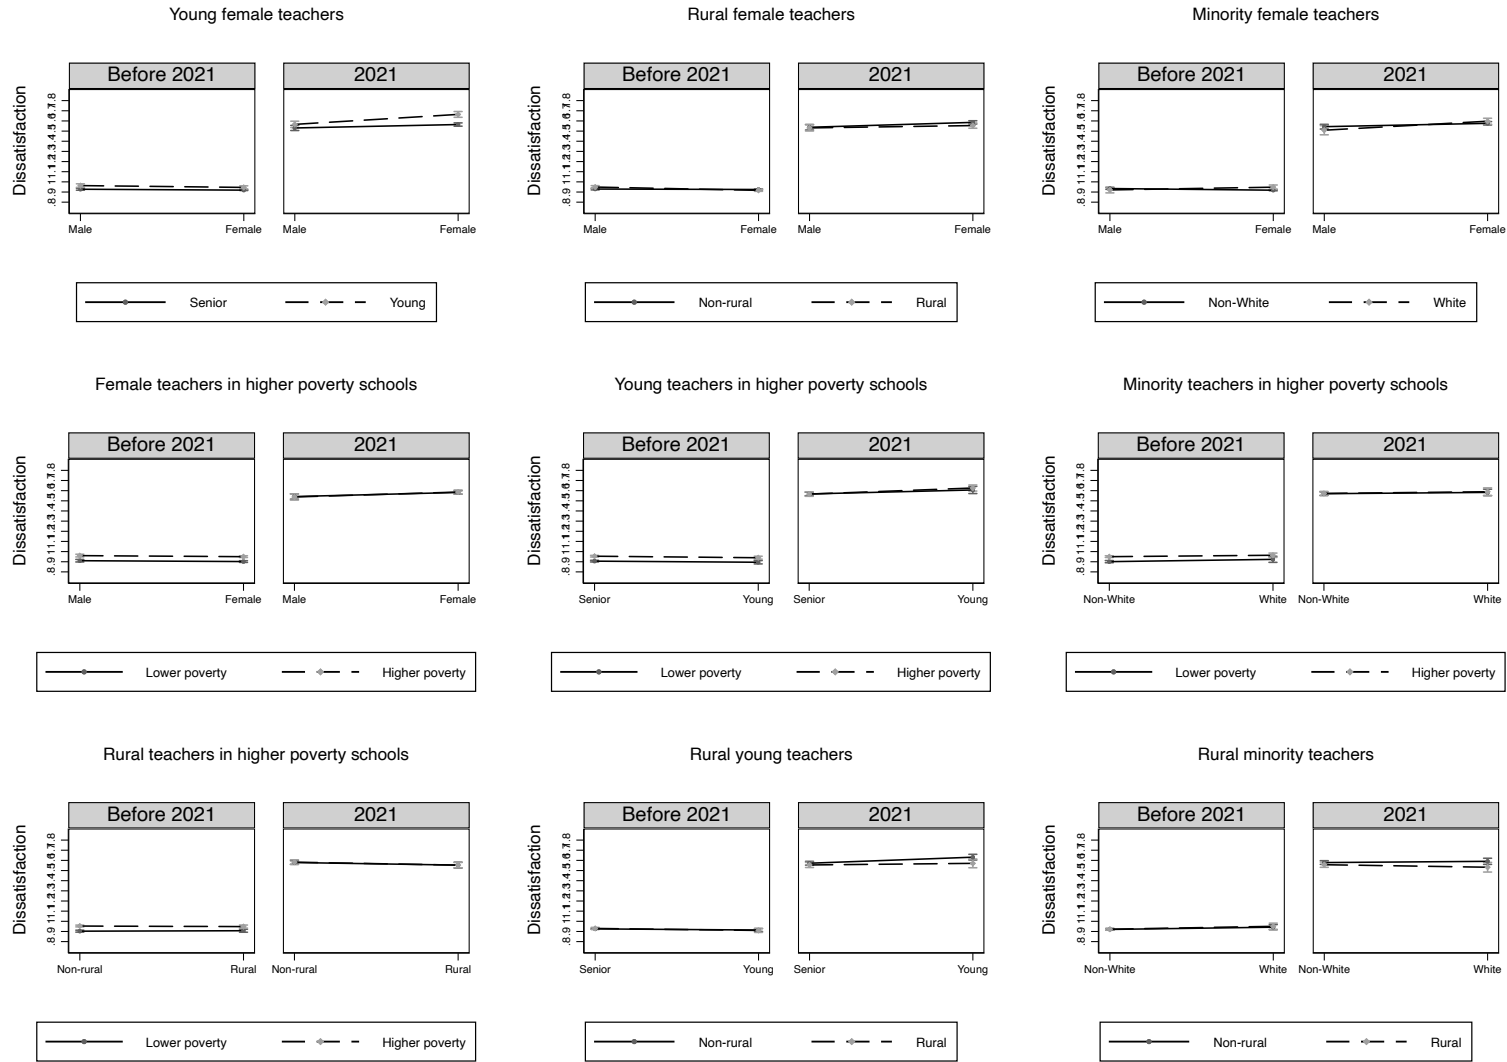 Young female teachers
Rural female teachers
Minority female teachers
Dissatisfaction
Before 2021
2021
Male
Female
Male
Female
Senior
Young
Dissatisfaction
Before 2021
2021
Male
Female
Male
Female
Non-rural
Rural
Dissatisfaction
Before 2021
2021
Male
Female
Male
Female
Non-White
White
Female teachers in higher poverty schools
Young teachers in higher poverty schools
Minority teachers in higher poverty schools
Dissatisfaction
Before 2021
2021
Male
Female
Male
Female
Lower poverty
Higher poverty
Dissatisfaction
Before 2021
2021
Senior
Young
Senior
Young
Lower poverty
Higher poverty
Dissatisfaction
Before 2021
2021
Non-White
White
Non-White
White
Lower poverty
Higher poverty
Rural teachers in higher poverty schools
Rural young teachers
Rural minority teachers
Dissatisfaction
Before 2021
2021
Non-rural
Rural
Non-rural
Rural
Lower poverty
Higher poverty
Dissatisfaction
Before 2021
2021
Senior
Young
Senior
Young
Non-rural
Rural
Dissatisfaction
Before 2021
2021
Non-White
White
Non-White
White
Non-rural
Rural